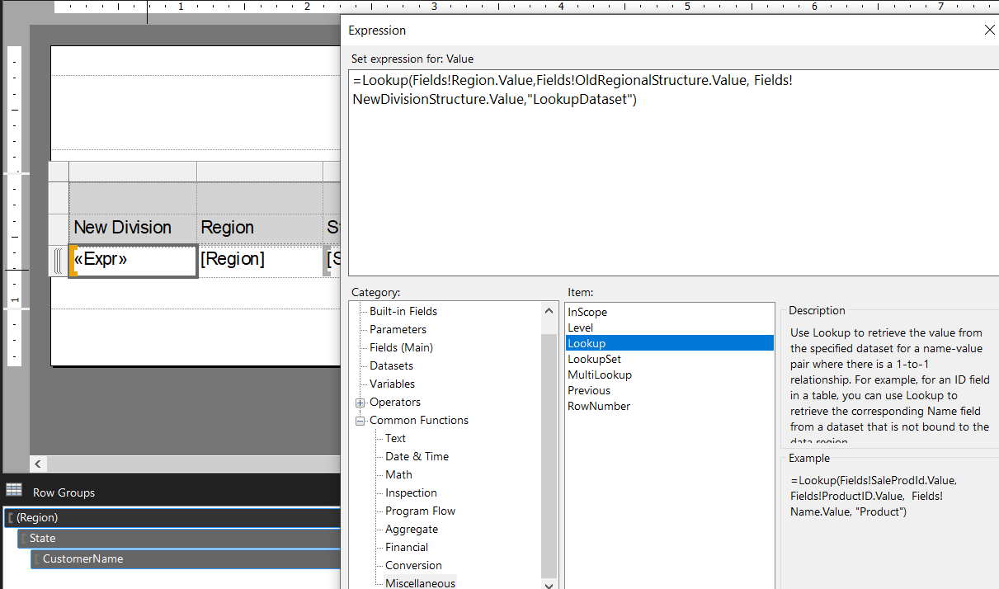 1 2 3 4 5 6 7
Expression
Set expression for: Value
=Lookup(Fields!Region.Value,Fields!OldRegionalStructure.Value, Fields!
NewDivisionStructure.Value,"LookupDataset")
New Division Region S
«Expr» [Region] [S
1
Category:
Built-in Fields
Parameters
Fields (Main)
Datasets
Variables
Operators
Common Functions
Text
Date & Time
Math
Inspection
Program Flow
Aggregate
Financial
Conversion
Miscellaneous
Item:
InScope
Level
Lookup
LookupSet
MultiLookup
Previous
RowNumber
Description
Use Lookup to retrieve the value from
the specified dataset for a name-value
pair where there is a 1-to-1
relationship. For example, for an ID field
in a table, you can use Lookup to
retrieve the corresponding Name field
from a dataset that is not bound to the
data region
Example
=Lookup(Fields!SaleProdId.Value,
Fields!ProductID.Value, Fields!
Name.Value, "Product")
Row Groups
(Region)
State
CustomerName